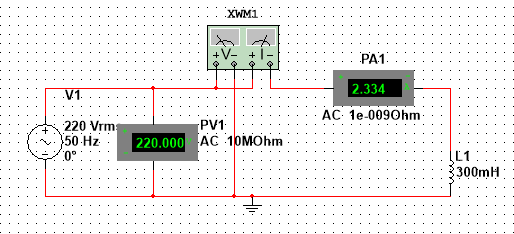 XWM1
V
I
PA1
2.334
AC 1e-009Ohm
V1
220 Vrms
50 Hz
0°
PV1
220.000
AC 10MOhm
L1
300mH